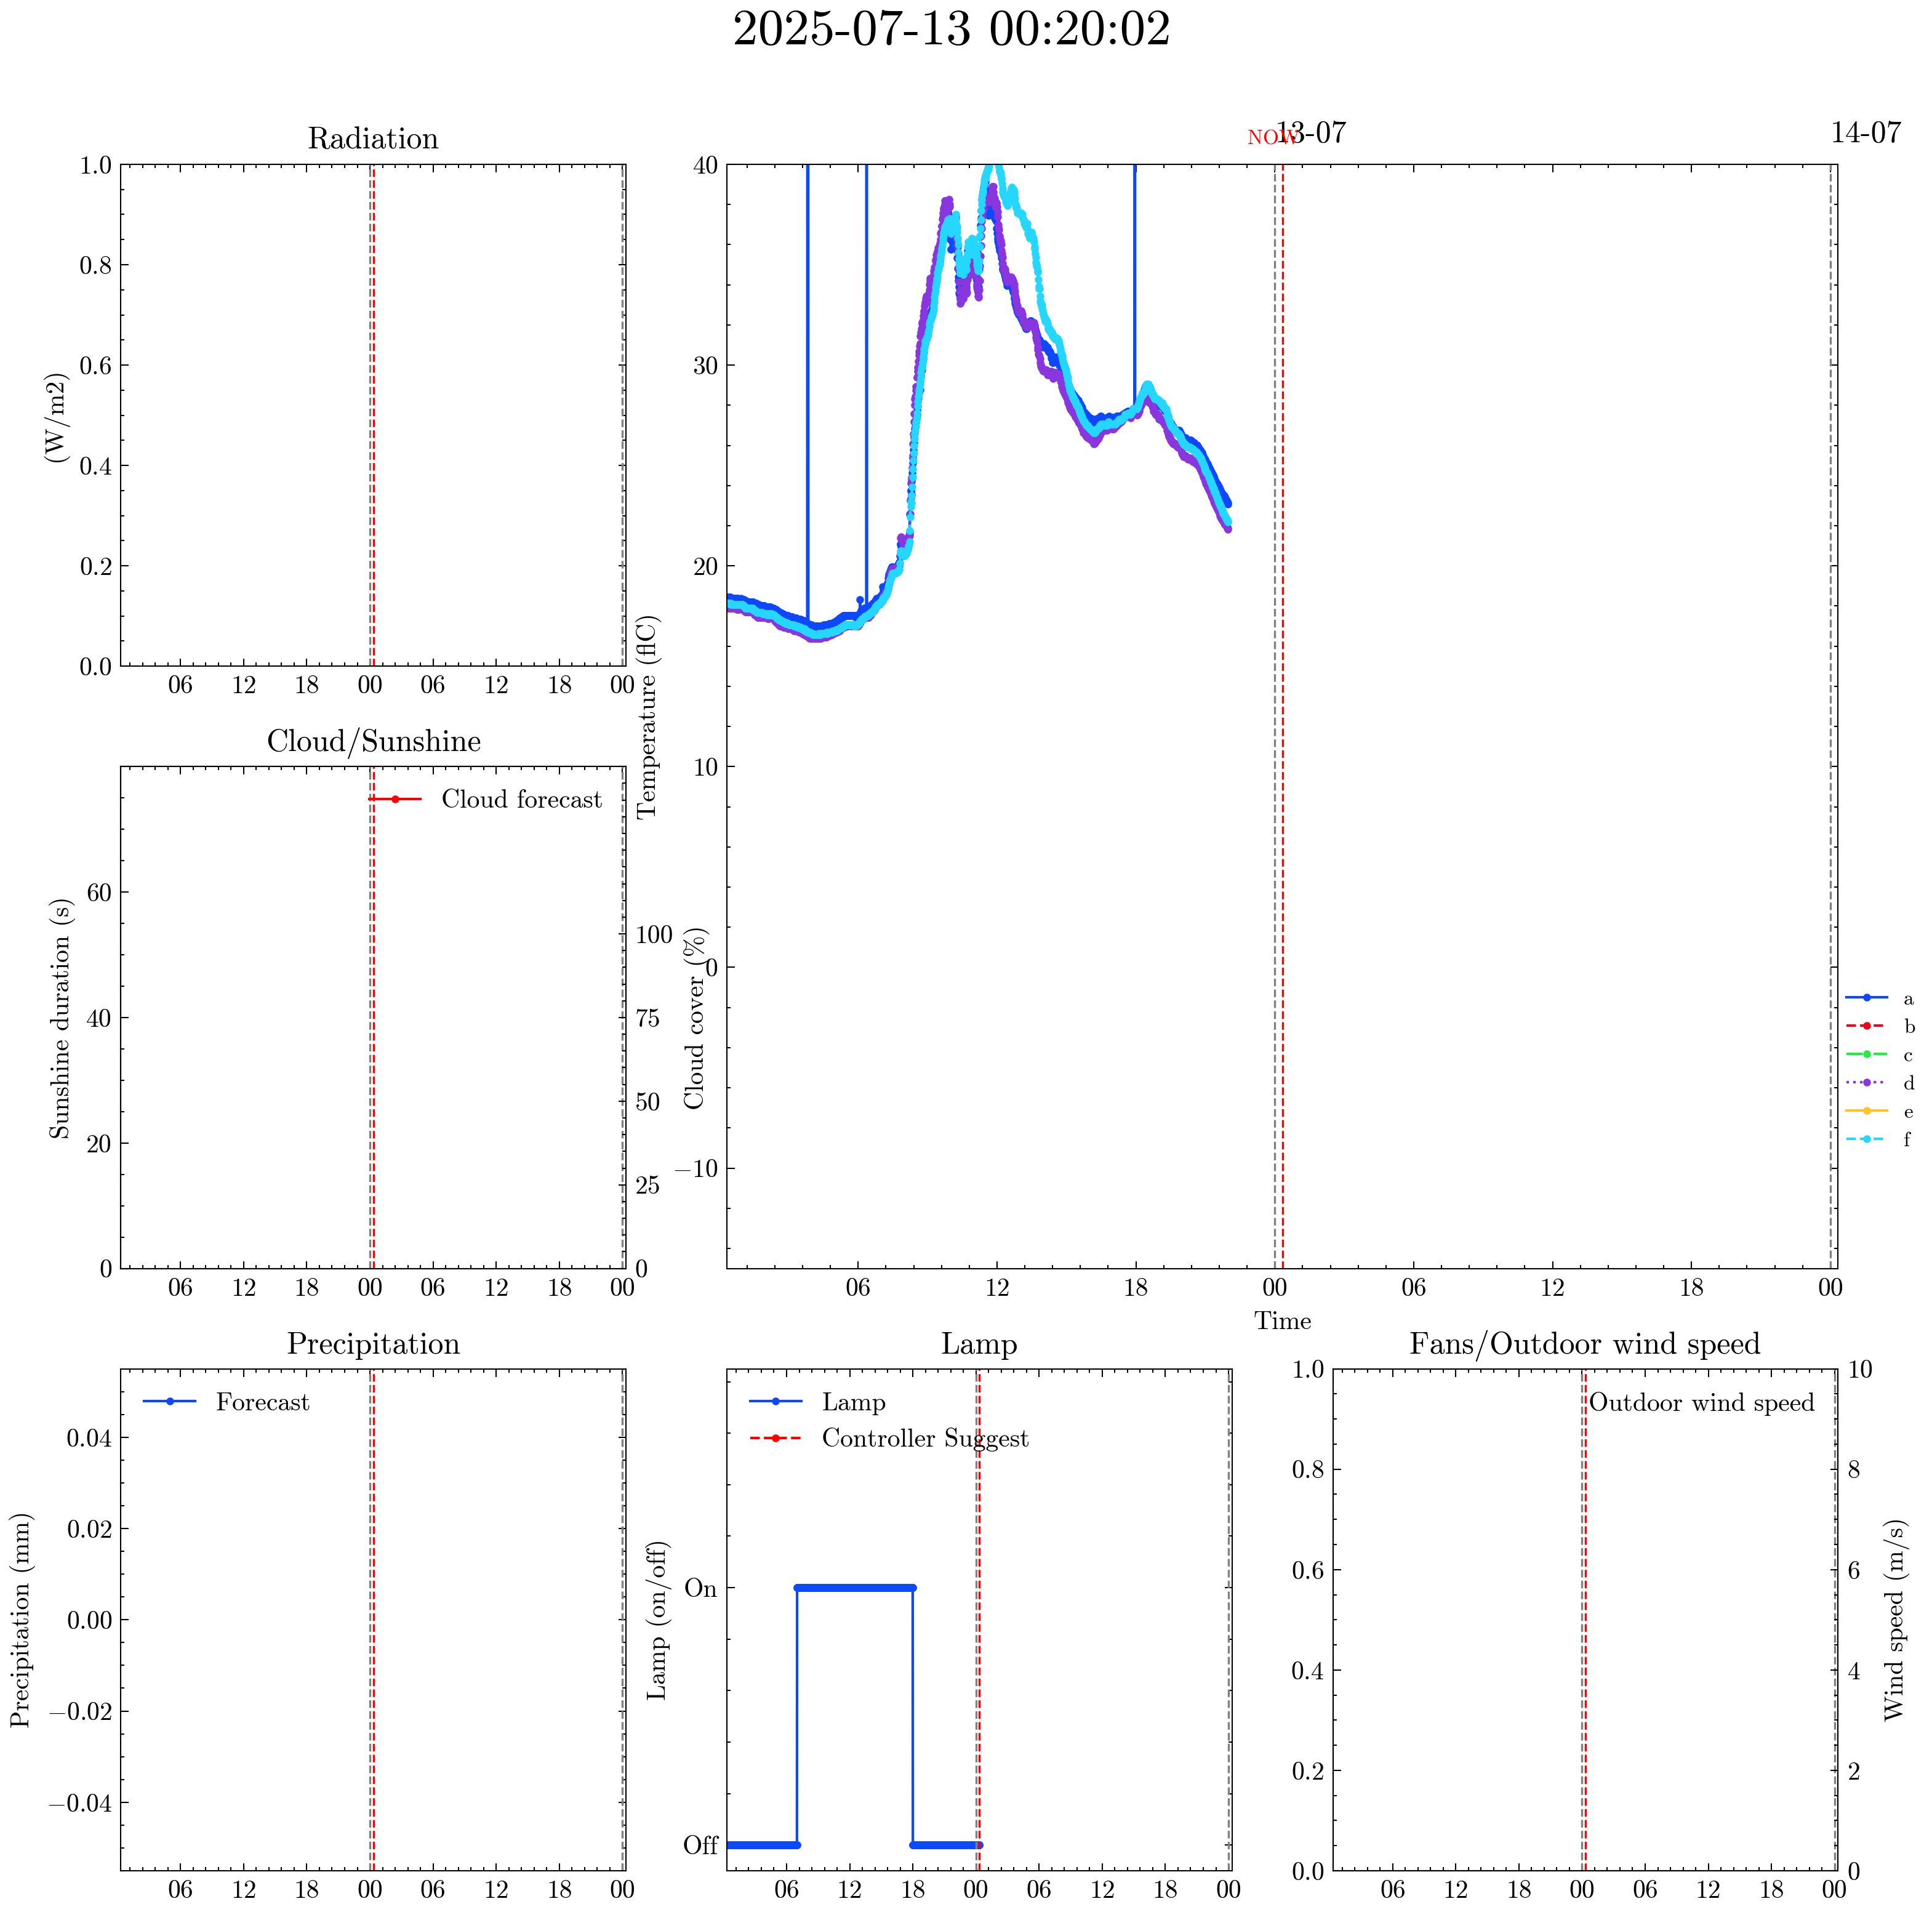 2025-07-13 00:20:02
Radiation
NOW
13-07
14-07
(W/m2)
1.0
0.8
0.6
0.4
0.2
0.0
06 12 18 00 06 12 18 00
Temperature (flC)
40
30
20
10
0
−10
06 12 18 00 06 12 18 00
Time
a
b
c
d
e
f
Cloud/Sunshine
Cloud forecast
Sunshine duration (s)
60
40
20
0
Cloud cover (%)
100
75
50
25
0
06 12 18 00 06 12 18 00
Precipitation
Forecast
Precipitation (mm)
0.04
0.02
0.00
−0.02
−0.04
06 12 18 00 06 12 18 00
Lamp
Lamp
Controller Suggest
Lamp (on/off)
On
Off
06 12 18 00 06 12 18 00
Fans/Outdoor wind speed
Outdoor wind speed
1.0
0.8
0.6
0.4
0.2
0.0
Wind speed (m/s)
10
8
6
4
2
0
06 12 18 00 06 12 18 00